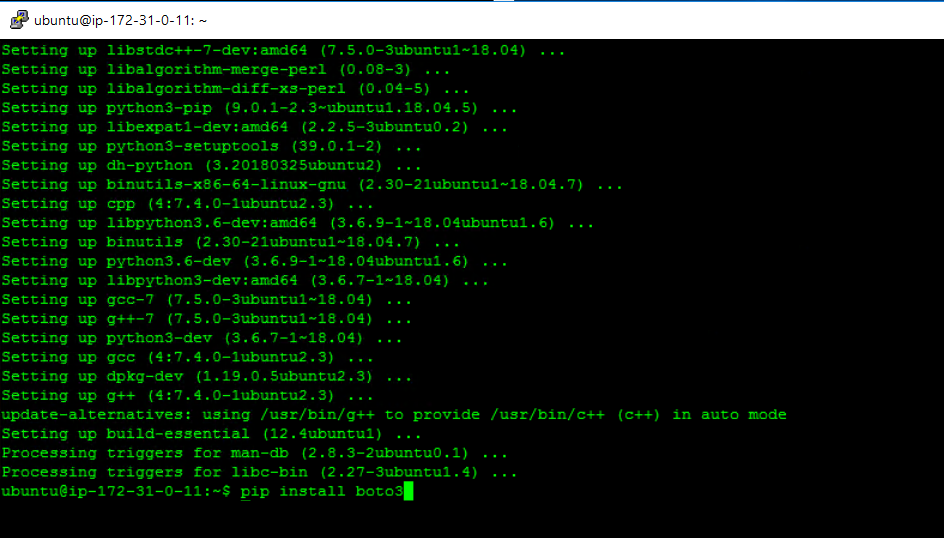 ubuntu@ip-172-31-0-11: ~
Setting up libstdc++-7-dev:amd64 (7.5.0-3ubuntu1~18.04) ...
Setting up libalgorithm-merge-perl (0.08-3) ...
Setting up libalgorithm-diff-xs-perl (0.04-5) ...
Setting up python3-pip (9.0.1-2.3~ubuntu1.18.04.5) ...
Setting up libexpat1-dev:amd64 (2.2.5-3ubuntu0.2) ...
Setting up python3-setuptools (39.0.1-2) ...
Setting up dh-python (3.20180325ubuntu2) ...
Setting up binutils-x86-64-linux-gnu (2.30-21ubuntu1~18.04.7) ...
Setting up cpp (4:7.4.0-1ubuntu2.3) ...
Setting up libpython3.6-dev:amd64 (3.6.9-1~18.04ubuntu1.6) ...
Setting up binutils (2.30-21ubuntu1~18.04.7) ...
Setting up python3.6-dev (3.6.9-1~18.04ubuntu1.6) ...
Setting up libpython3-dev:amd64 (3.6.7-1~18.04) ...
Setting up gcc-7 (7.5.0-3ubuntu1~18.04) ...
Setting up g++-7 (7.5.0-3ubuntu1~18.04) ...
Setting up python3-dev (3.6.7-1~18.04) ...
Setting up gcc (4:7.4.0-1ubuntu2.3) ...
Setting up dpkg-dev (1.19.0.5ubuntu2.3) ...
Setting up g++ (4:7.4.0-1ubuntu2.3) ...
update-alternatives: using /usr/bin/g++ to provide /usr/bin/c++ (c++) in auto mode
Setting up build-essential (12.4ubuntu1) ...
Processing triggers for man-db (2.8.3-2ubuntu0.1) ...
Processing triggers for libc-bin (2.27-3ubuntu1.4) ...
ubuntu@ip-172-31-0-11:~$ pip install boto3